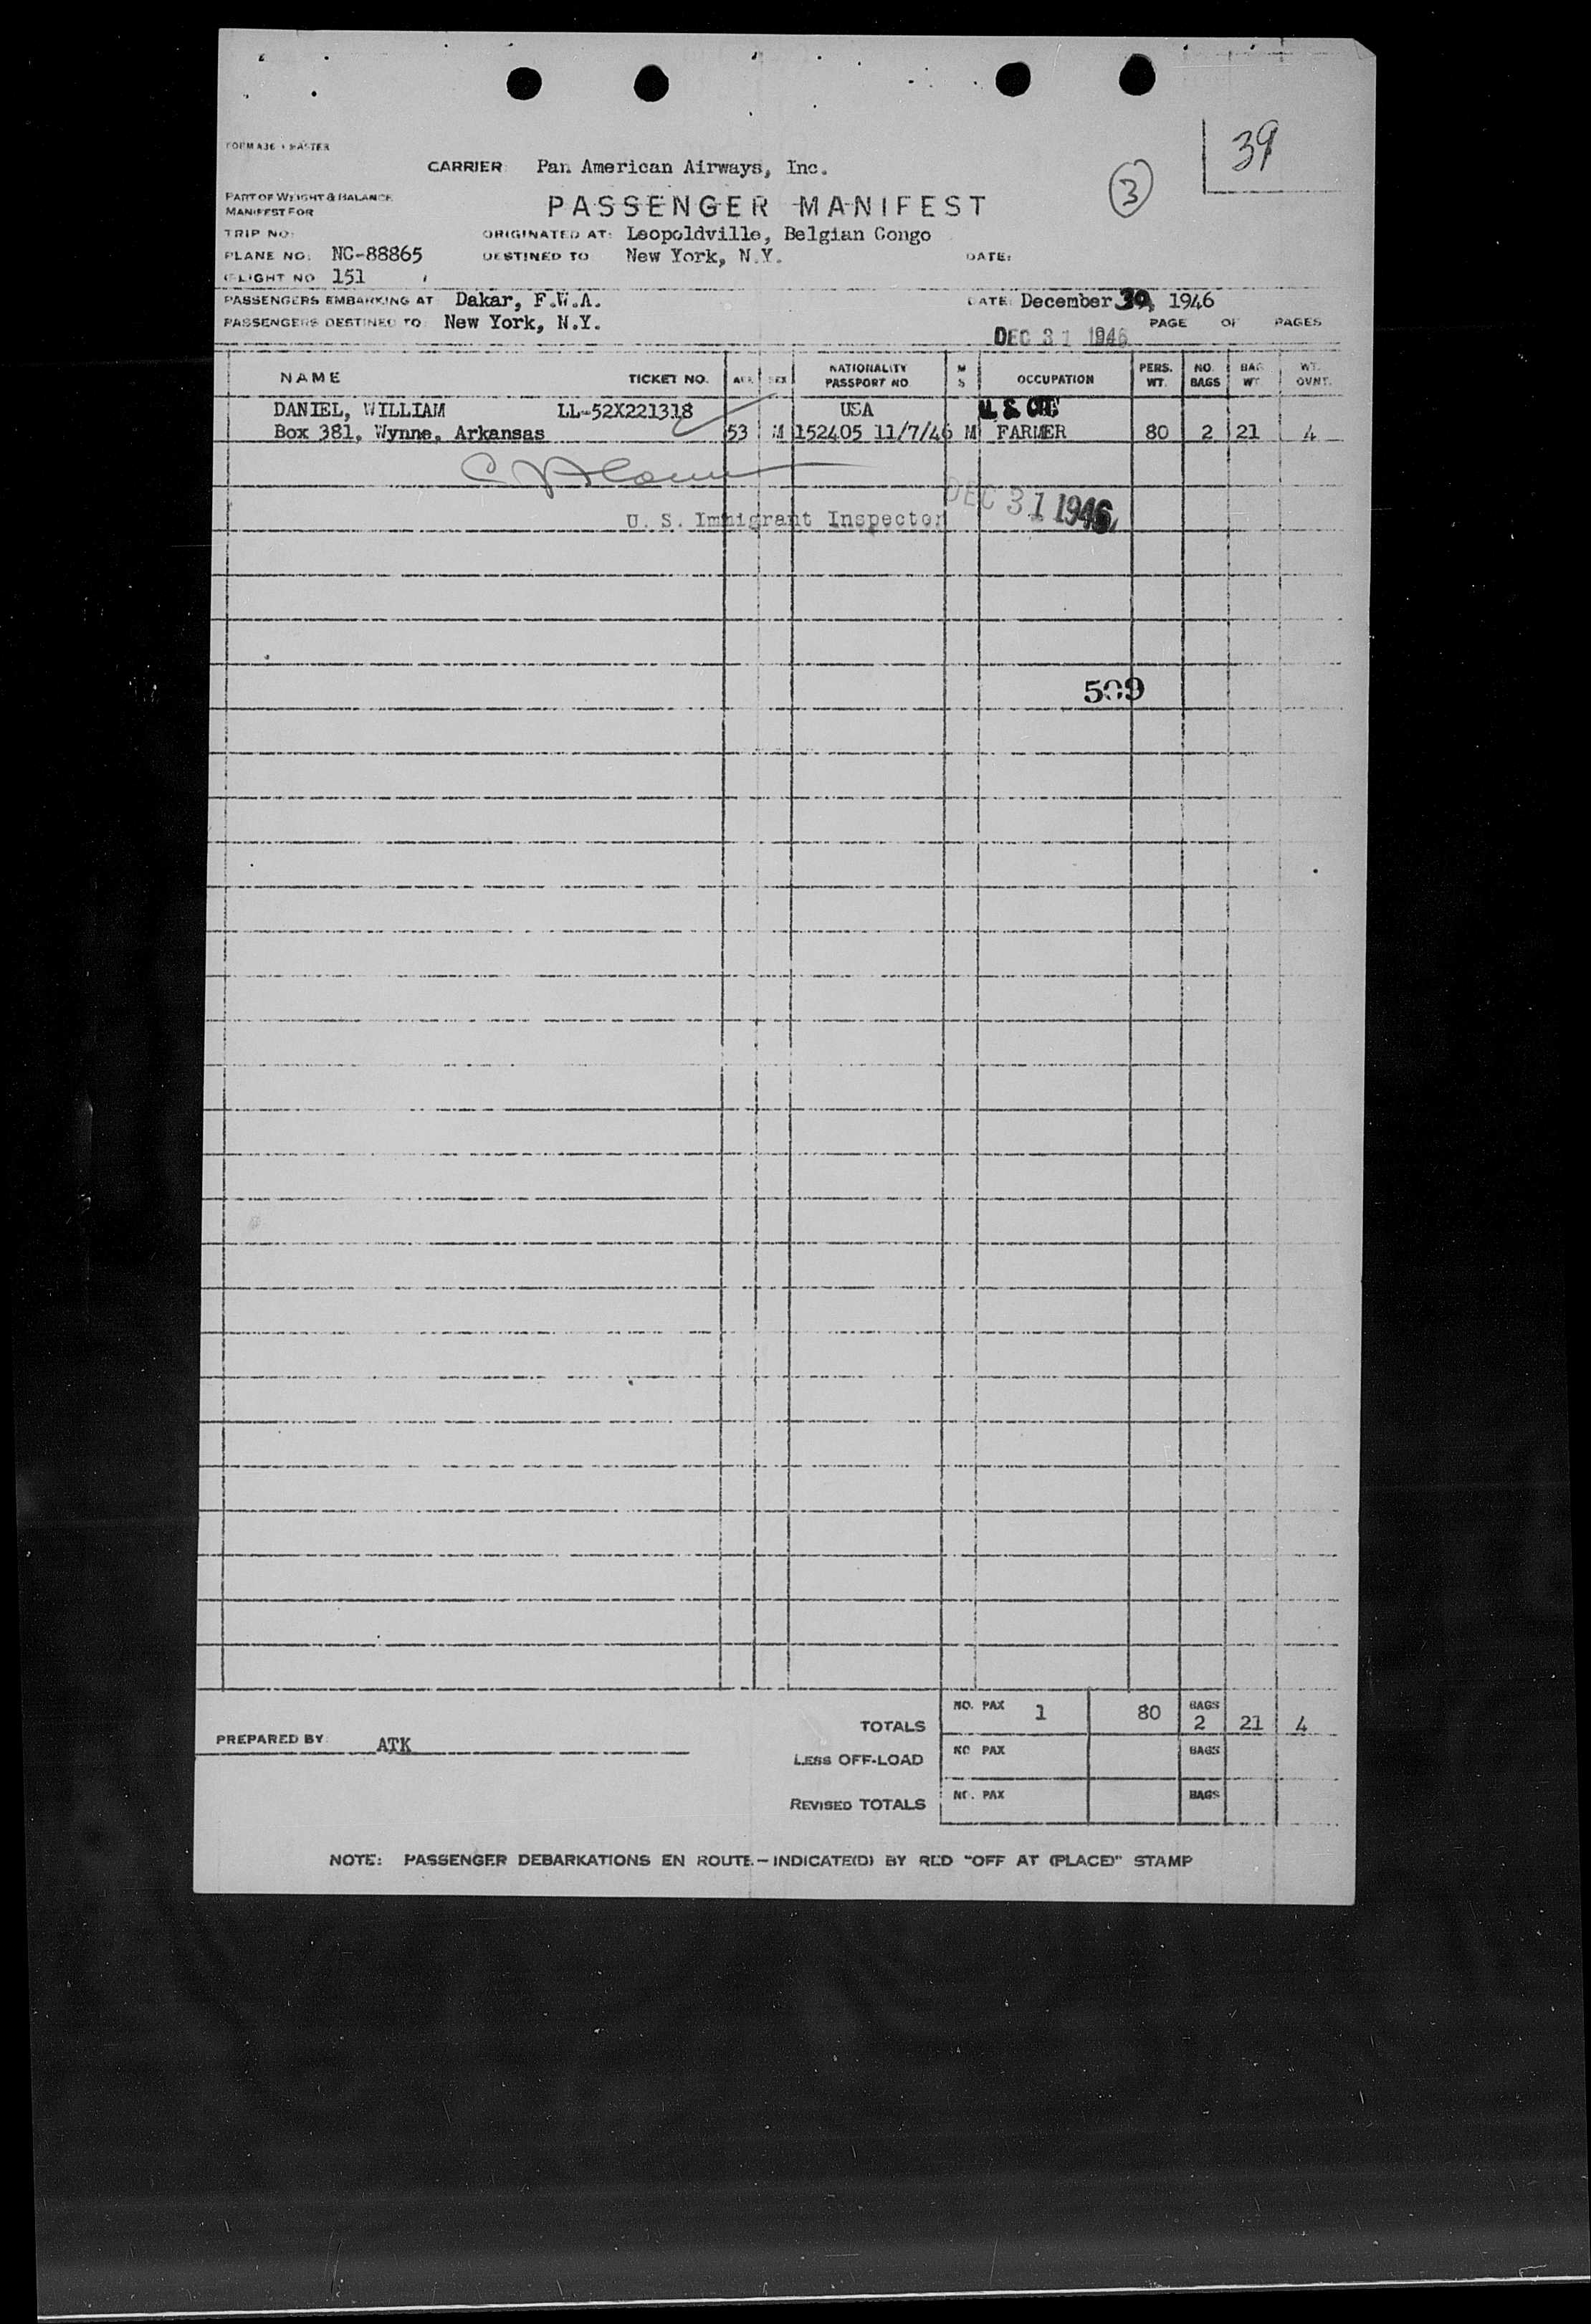 39
CARRIER: Pan American Airways, Inc.
3
PART OF WEIGHT & BALANCE
MANIFEST FOR
PASSENGER MANIFEST
TRIP NO:
ORIGINATED AT: Leopoldville, Belgian Congo
PLANE NO. NC-88865
DESTINED TO New York, N.Y.
DATE:
FLIGHT NO 151
PASSENGERS EMBARKING AT Dakar, F.W.A.
DATE: December 30, 1946
PASSENGERS DESTINED TO New York, N.Y.
PAGE OF PAGES
DEC 31 1946
NAME TICKET NO. AGE SEX NATIONALITY PASSPORT NO. M S OCCUPATION PERS. WT. NO. BAGS BAG WT. WT. OVNT.
DANIEL, WILLIAM LL-52X221318 USA U. S. CIT.
Box 381, Wynne, Arkansas 53 M 152405 11/7/46 M FARMER 80 2 21 4
U. S. Immigrant Inspector
DEC 31 1946
509
TOTALS NO. PAX 1 80 BAGS 2 21 4
PREPARED BY ATK
LESS OFF-LOAD NO PAX BAGS
REVISED TOTALS NO. PAX BAGS
NOTE: PASSENGER DEBARKATIONS EN ROUTE.—INDICATE(D) BY RED "OFF AT (PLACE)" STAMP